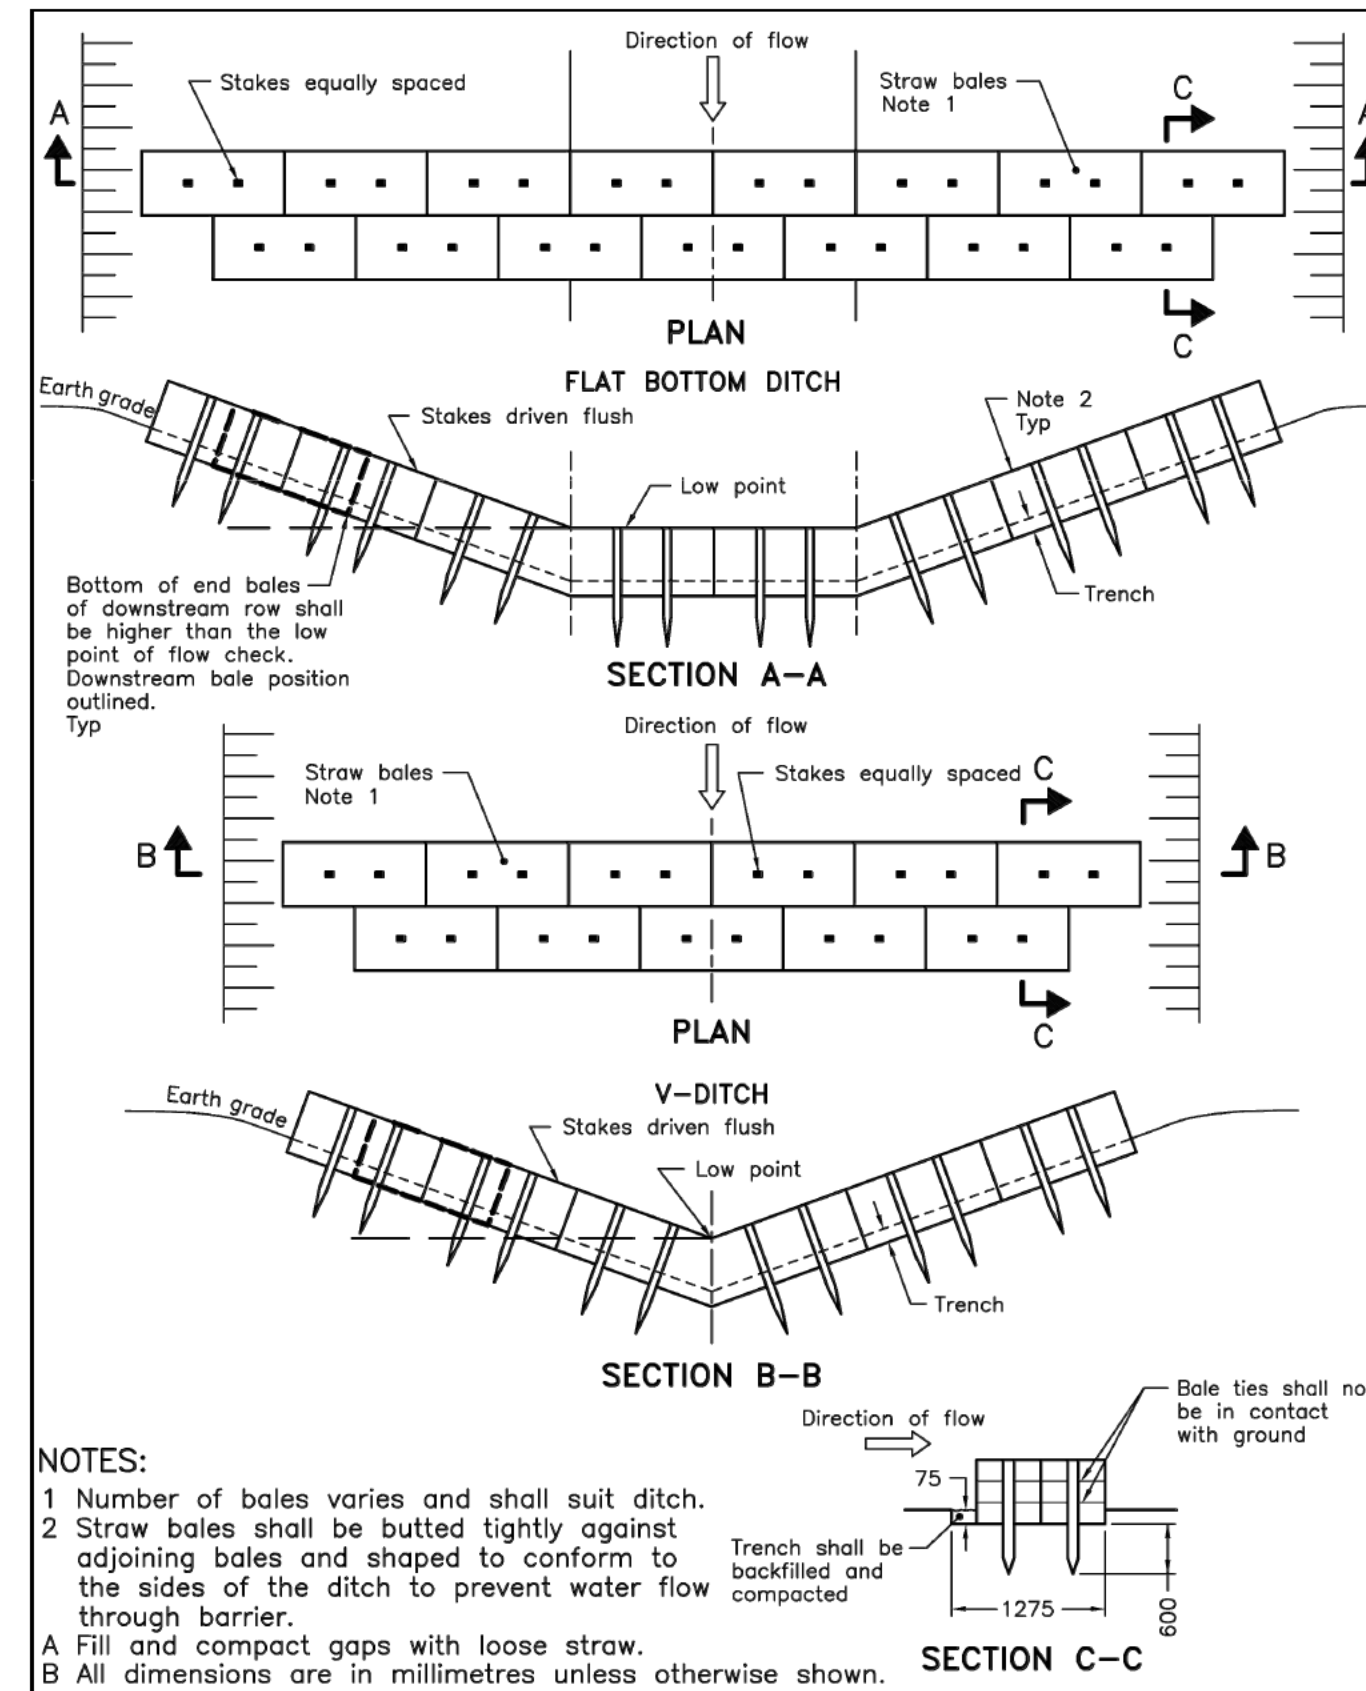 Direction of flow
Stakes equally spaced
Straw bales
Note 1
C
A
A
C
PLAN
FLAT BOTTOM DITCH
Earth grade
Stakes driven flush
Note 2
Typ
Low point
Bottom of end bales
of downstream row shall
be higher than the low
point of flow check.
Downstream bale position
outlined.
Typ
Trench
SECTION A-A
Direction of flow
Straw bales
Note 1
Stakes equally spaced
C
B
B
C
PLAN
V-DITCH
Earth grade
Stakes driven flush
Low point
Trench
SECTION B-B
Direction of flow
Bale ties shall no
be in contact
with ground
75
Trench shall be
backfilled and
compacted
1275
600
SECTION C-C
NOTES:
1 Number of bales varies and shall suit ditch.
2 Straw bales shall be butted tightly against
adjoining bales and shaped to conform to
the sides of the ditch to prevent water flow
through barrier.
A Fill and compact gaps with loose straw.
B All dimensions are in millimetres unless otherwise shown.